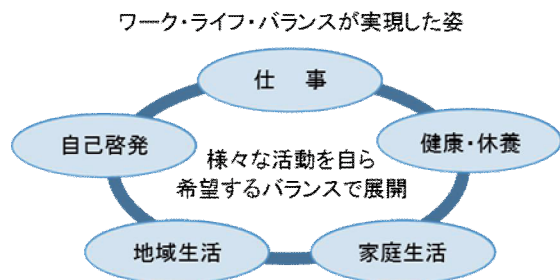 ワーク・ライフ・バランスが実現した姿
仕　事
自己啓発
健康・休養
様々な活動を自ら
希望するバランスで展開
地域生活
家庭生活